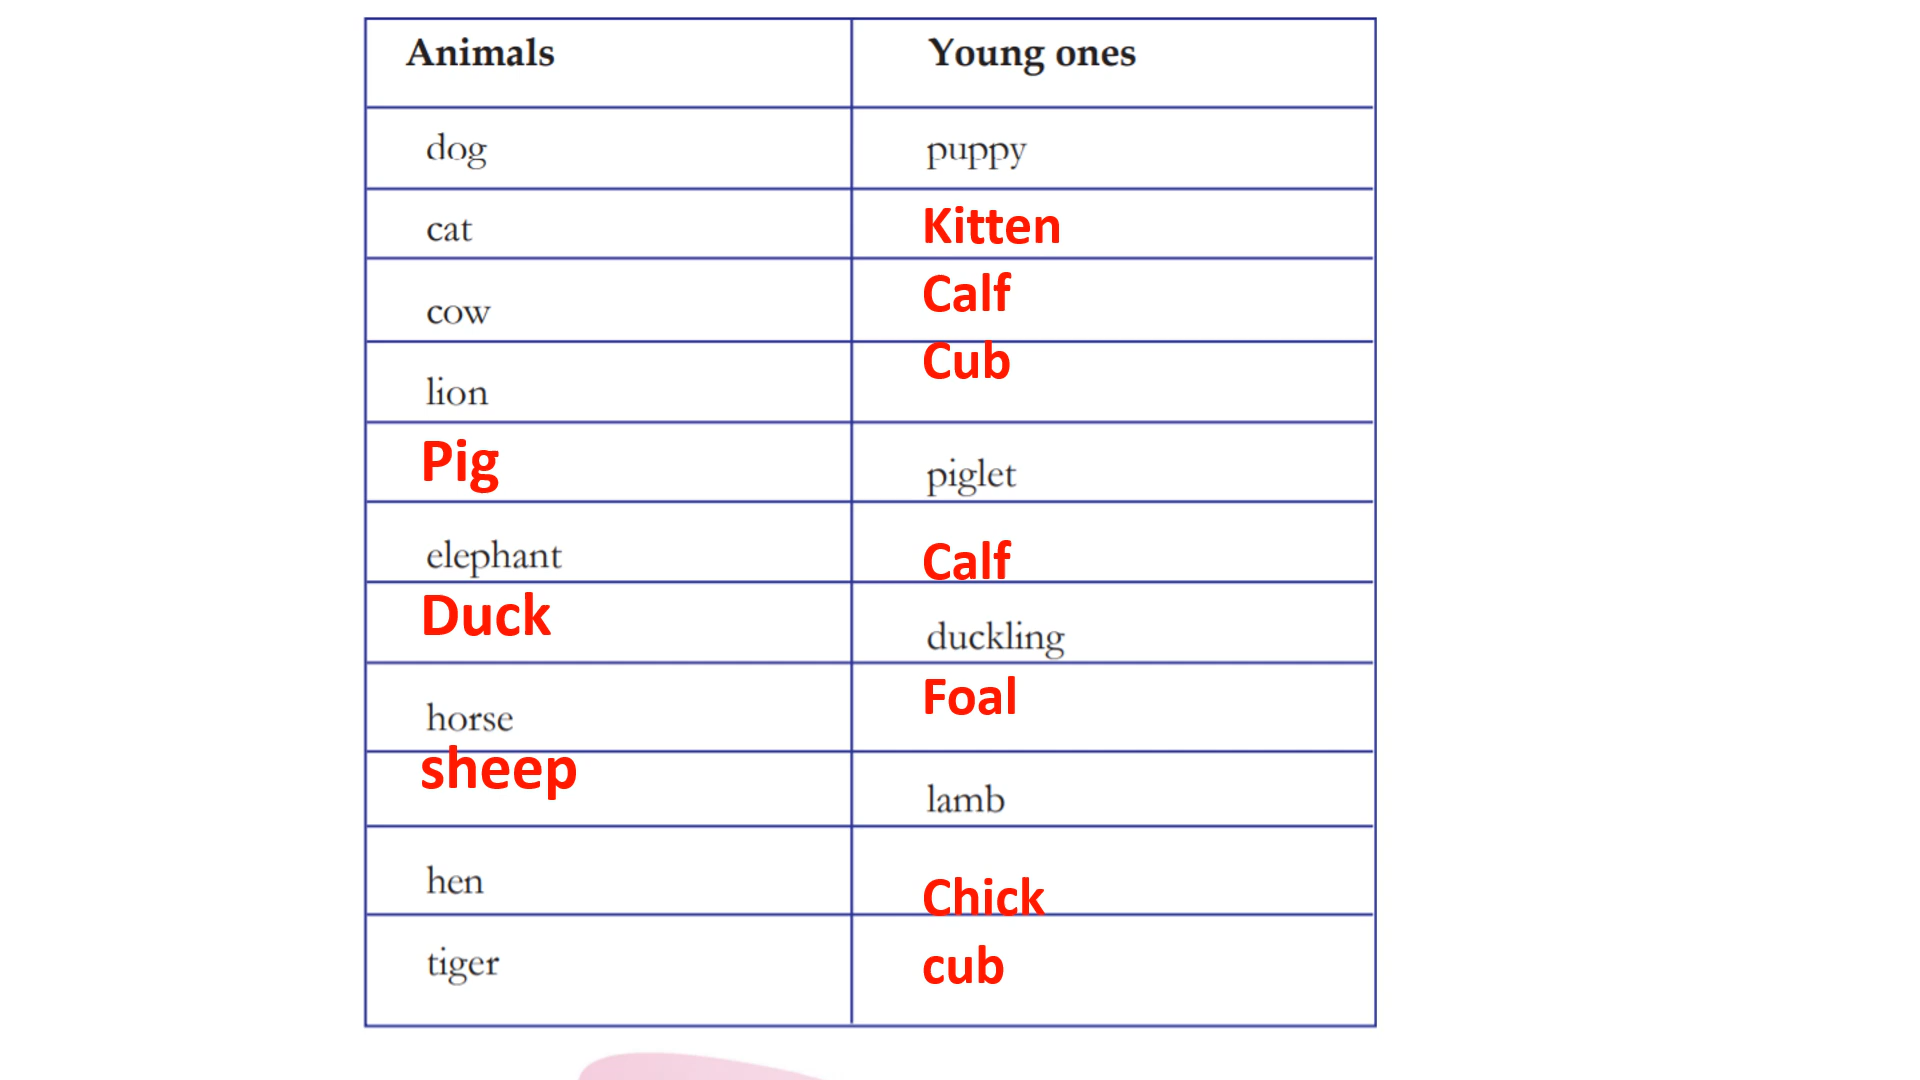 Animals Young ones
dog puppy
cat Kitten
cow Calf
lion Cub
Pig piglet
elephant Calf
Duck duckling
horse Foal
sheep lamb
hen Chick
tiger cub